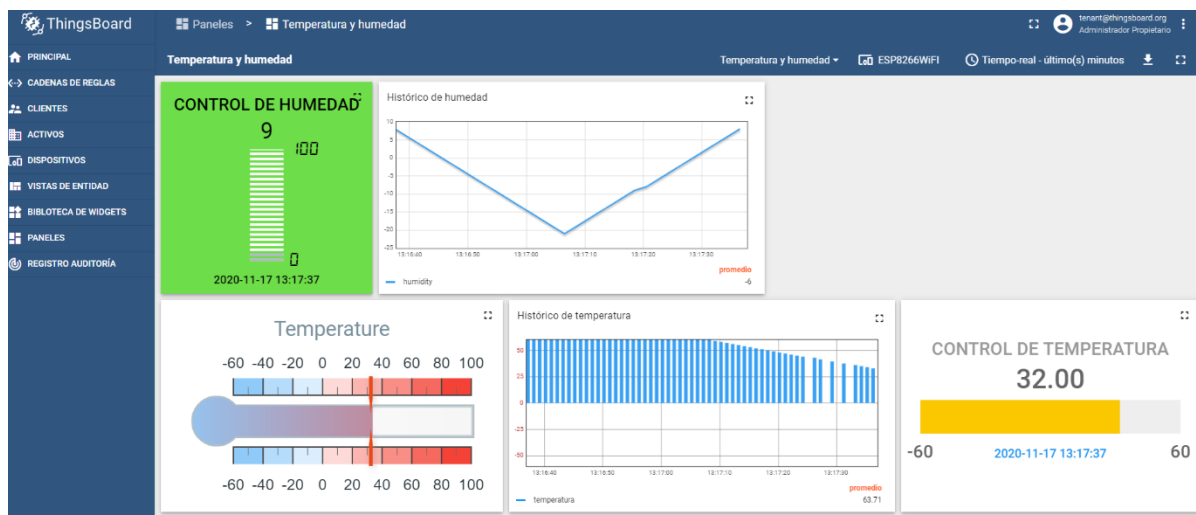 ThingsBoard
Paneles > Temperatura y humedad
tenant@thingsboard.org
Administrador Propietario
PRINCIPAL
CADENAS DE REGLAS
CLIENTES
ACTIVOS
DISPOSITIVOS
VISTAS DE ENTIDAD
BIBLIOTECA DE WIDGETS
PANELES
REGISTRO AUDITORÍA
Temperatura y humedad
Temperatura y humedad
ESP8266WIFI
Tiempo-real - último(s) minutos
CONTROL DE HUMEDAD
9
100
0
2020-11-17 13:17:37
Histórico de humedad
10
5
0
-5
-10
-15
-20
-25
13:16:40 13:16:50 13:17:00 13:17:10 13:17:20 13:17:30
promedio
humidity -6
Temperature
-60 -40 -20 0 20 40 60 80 100
-60 -40 -20 0 20 40 60 80 100
Histórico de temperatura
50
25
0
-25
-50
13:16:40 13:16:50 13:17:00 13:17:10 13:17:20 13:17:30
promedio
temperatura 63.71
CONTROL DE TEMPERATURA
32.00
-60 2020-11-17 13:17:37 60